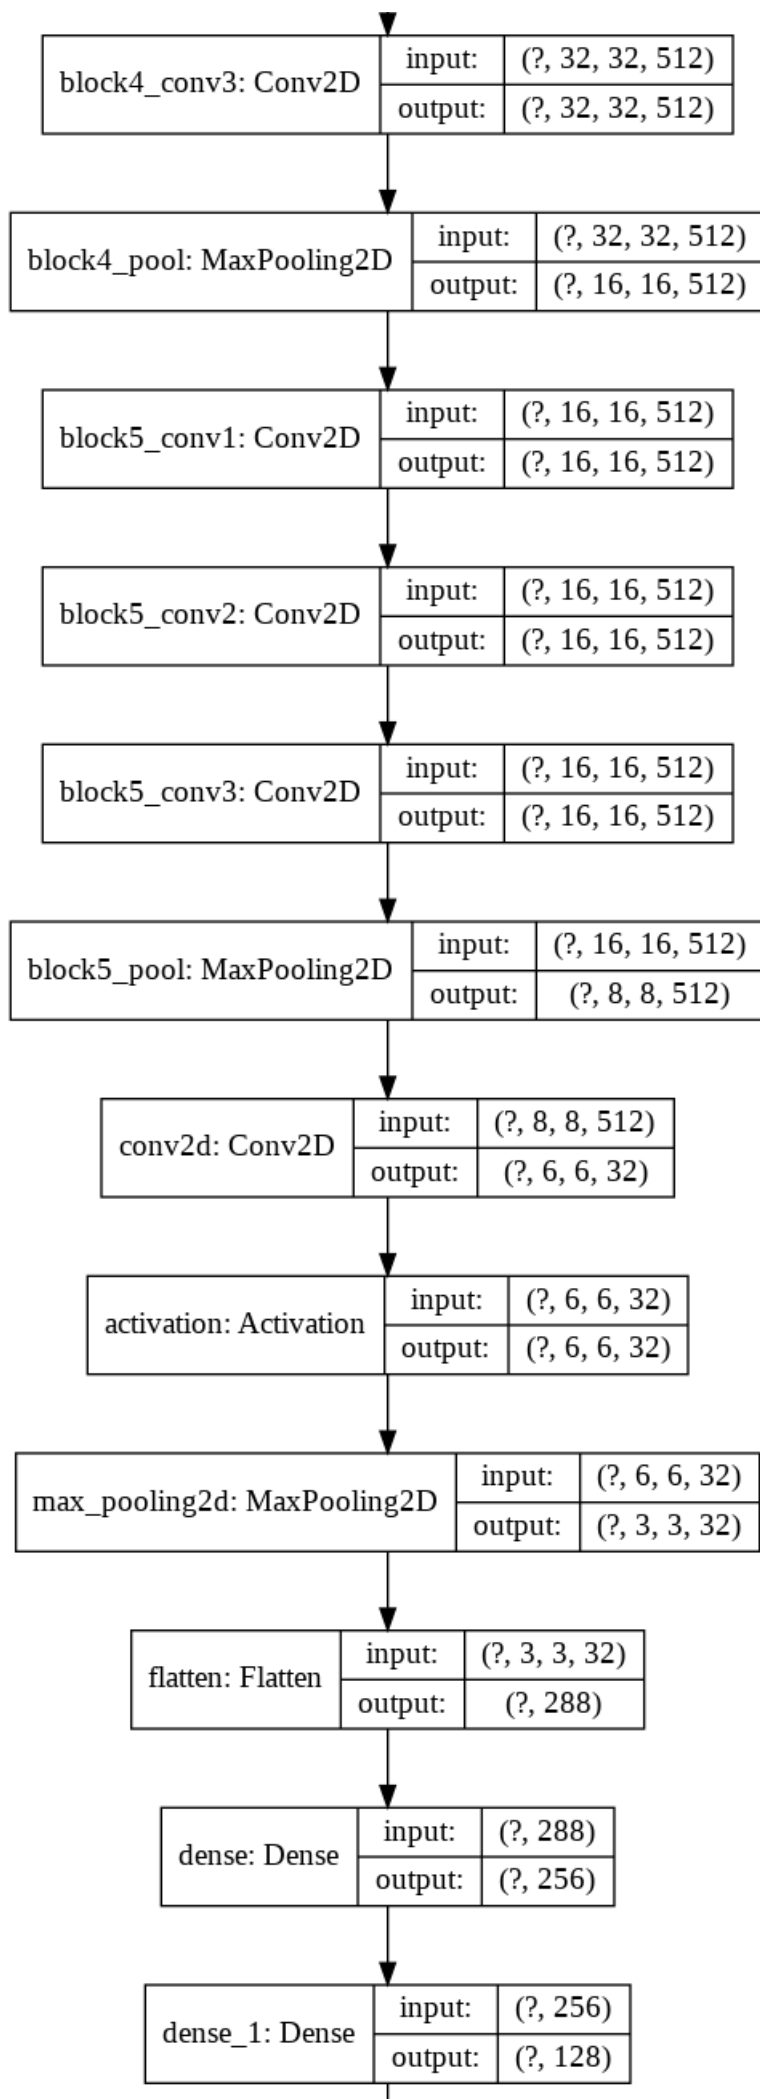 block4_conv3: Conv2D
input: (?, 32, 32, 512)
output: (?, 32, 32, 512)
block4_pool: MaxPooling2D
input: (?, 32, 32, 512)
output: (?, 16, 16, 512)
block5_conv1: Conv2D
input: (?, 16, 16, 512)
output: (?, 16, 16, 512)
block5_conv2: Conv2D
input: (?, 16, 16, 512)
output: (?, 16, 16, 512)
block5_conv3: Conv2D
input: (?, 16, 16, 512)
output: (?, 16, 16, 512)
block5_pool: MaxPooling2D
input: (?, 16, 16, 512)
output: (?, 8, 8, 512)
conv2d: Conv2D
input: (?, 8, 8, 512)
output: (?, 6, 6, 32)
activation: Activation
input: (?, 6, 6, 32)
output: (?, 6, 6, 32)
max_pooling2d: MaxPooling2D
input: (?, 6, 6, 32)
output: (?, 3, 3, 32)
flatten: Flatten
input: (?, 3, 3, 32)
output: (?, 288)
dense: Dense
input: (?, 288)
output: (?, 256)
dense_1: Dense
input: (?, 256)
output: (?, 128)